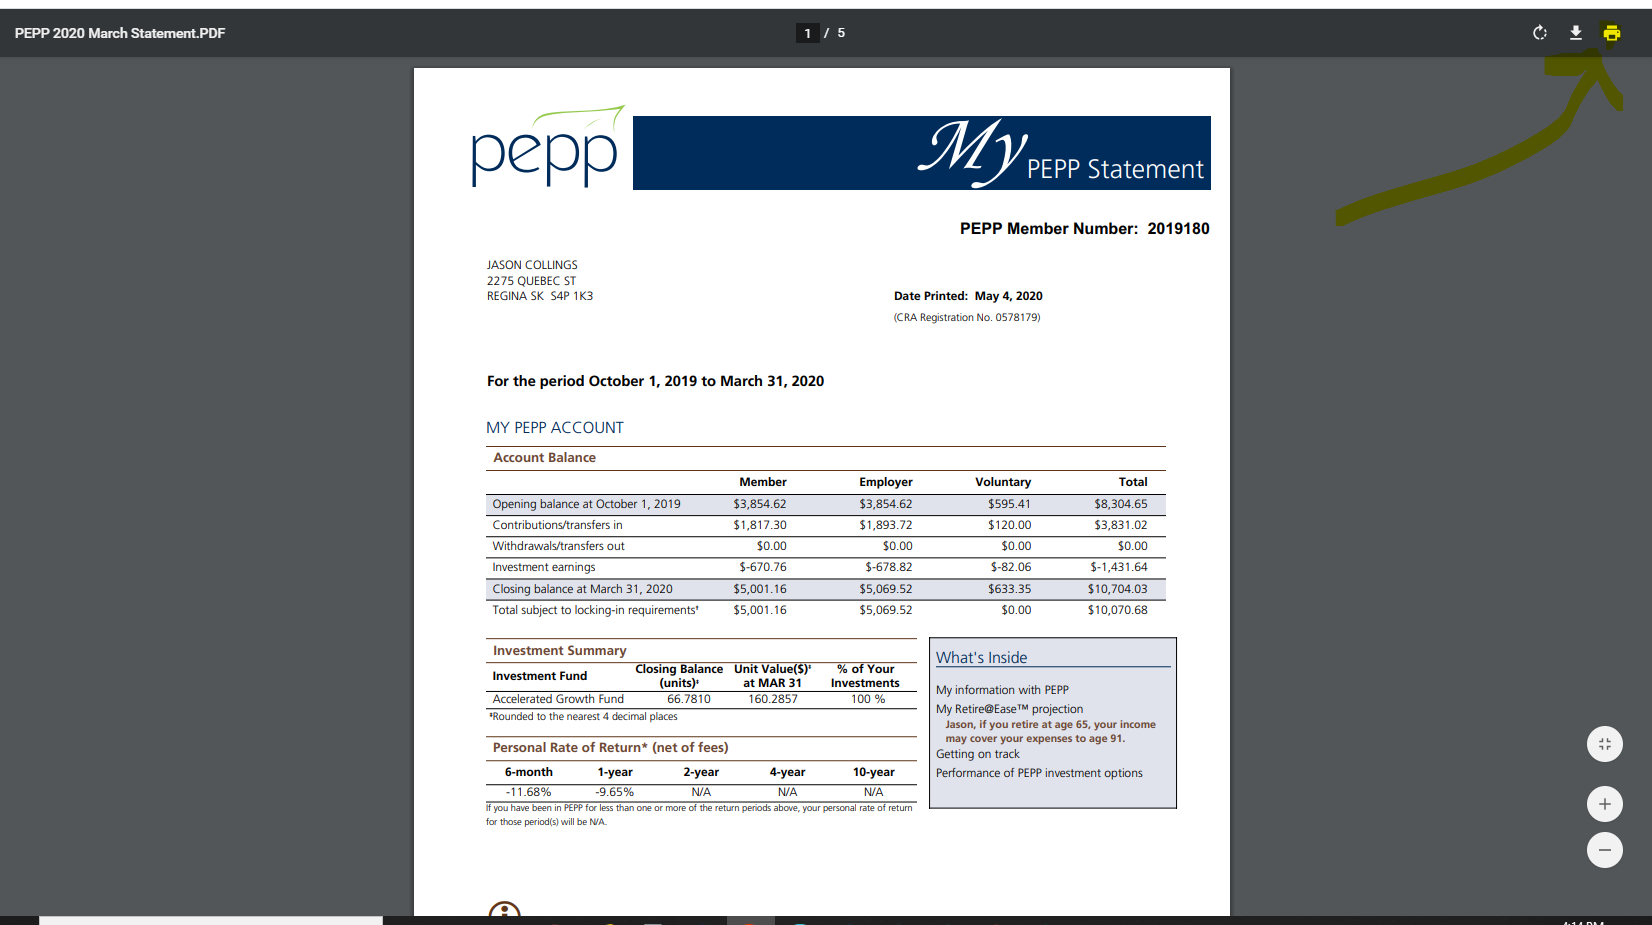 PEPP 2020 March Statement.PDF
1 / 5
pepp
My PEPP Statement
PEPP Member Number: 2019180
JASON COLLINGS
2275 QUEBEC ST
REGINA SK S4P 1K3
Date Printed: May 4, 2020
(CRA Registration No. 0578179)
For the period October 1, 2019 to March 31, 2020
MY PEPP ACCOUNT
Account Balance
Member Employer Voluntary Total
Opening balance at October 1, 2019 $3,854.62 $3,854.62 $595.41 $8,304.65
Contributions/transfers in $1,817.30 $1,893.72 $120.00 $3,831.02
Withdrawals/transfers out $0.00 $0.00 $0.00 $0.00
Investment earnings $-670.76 $-678.82 $-82.06 $-1,431.64
Closing balance at March 31, 2020 $5,001.16 $5,069.52 $633.35 $10,704.03
Total subject to locking-in requirements† $5,001.16 $5,069.52 $0.00 $10,070.68
Investment Summary
Investment Fund Closing Balance (units)‡ Unit Value($)‡ at MAR 31 % of Your Investments
Accelerated Growth Fund 66.7810 160.2857 100 %
‡Rounded to the nearest 4 decimal places
Personal Rate of Return* (net of fees)
6-month 1-year 2-year 4-year 10-year
-11.68% -9.65% N/A N/A N/A
If you have been in PEPP for less than one or more of the return periods above, your personal rate of return
for those period(s) will be N/A.
What's Inside
My information with PEPP
My Retire@Ease™ projection
Jason, if you retire at age 65, your income
may cover your expenses to age 91.
Getting on track
Performance of PEPP investment options